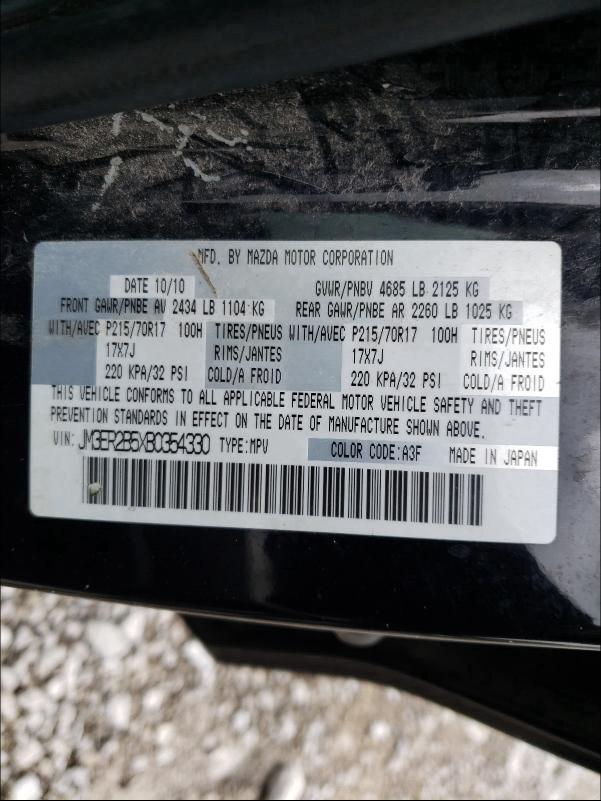 MFD. BY MAZDA MOTOR CORPORATION
DATE 10/10 GVWR/PNBV 4685 LB 2125 KG
FRONT GAWR/PNBE AV 2434 LB 1104 KG REAR GAWR/PNBE AR 2260 LB 1025 KG
WITH/AVEC P215/70R17 100H TIRES/PNEUS WITH/AVEC P215/70R17 100H TIRES/PNEUS
17X7J RIMS/JANTES 17X7J RIMS/JANTES
220 KPA/32 PSI COLD/A FROID 220 KPA/32 PSI COLD/A FROID
THIS VEHICLE CONFORMS TO ALL APPLICABLE FEDERAL MOTOR VEHICLE SAFETY AND THEFT
PREVENTION STANDARDS IN EFFECT ON THE DATE OF MANUFACTURE SHOWN ABOVE.
VIN: JM3ER2B5XB0354330 TYPE:MPV COLOR CODE:A3F MADE IN JAPAN